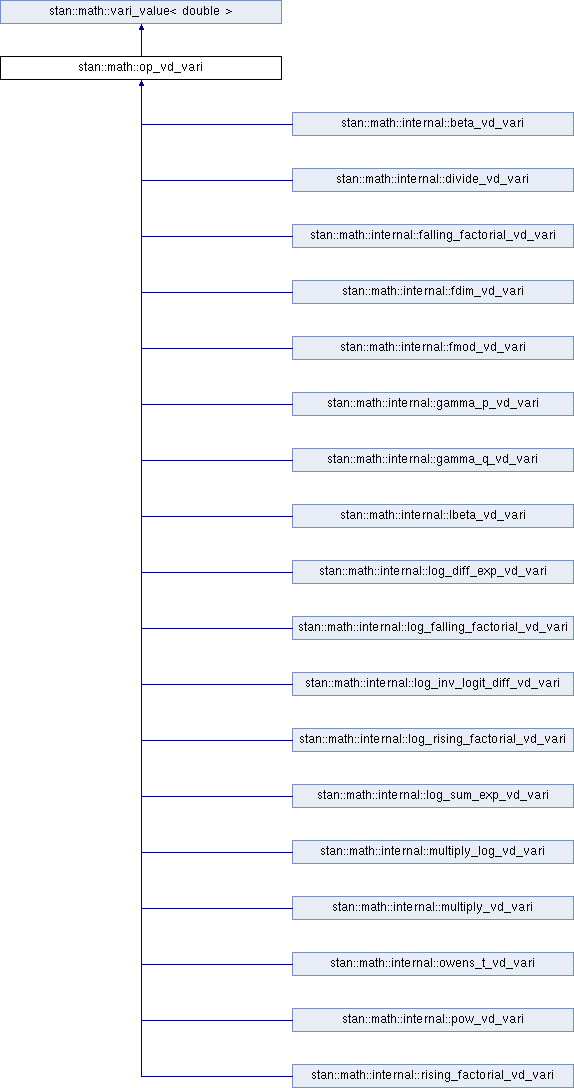 stan::math::vari_value< double >
stan::math::op_vd_vari
stan::math::internal::beta_vd_vari
stan::math::internal::divide_vd_vari
stan::math::internal::falling_factorial_vd_vari
stan::math::internal::fdim_vd_vari
stan::math::internal::fmod_vd_vari
stan::math::internal::gamma_p_vd_vari
stan::math::internal::gamma_q_vd_vari
stan::math::internal::lbeta_vd_vari
stan::math::internal::log_diff_exp_vd_vari
stan::math::internal::log_falling_factorial_vd_vari
stan::math::internal::log_inv_logit_diff_vd_vari
stan::math::internal::log_rising_factorial_vd_vari
stan::math::internal::log_sum_exp_vd_vari
stan::math::internal::multiply_log_vd_vari
stan::math::internal::multiply_vd_vari
stan::math::internal::owens_t_vd_vari
stan::math::internal::pow_vd_vari
stan::math::internal::rising_factorial_vd_vari